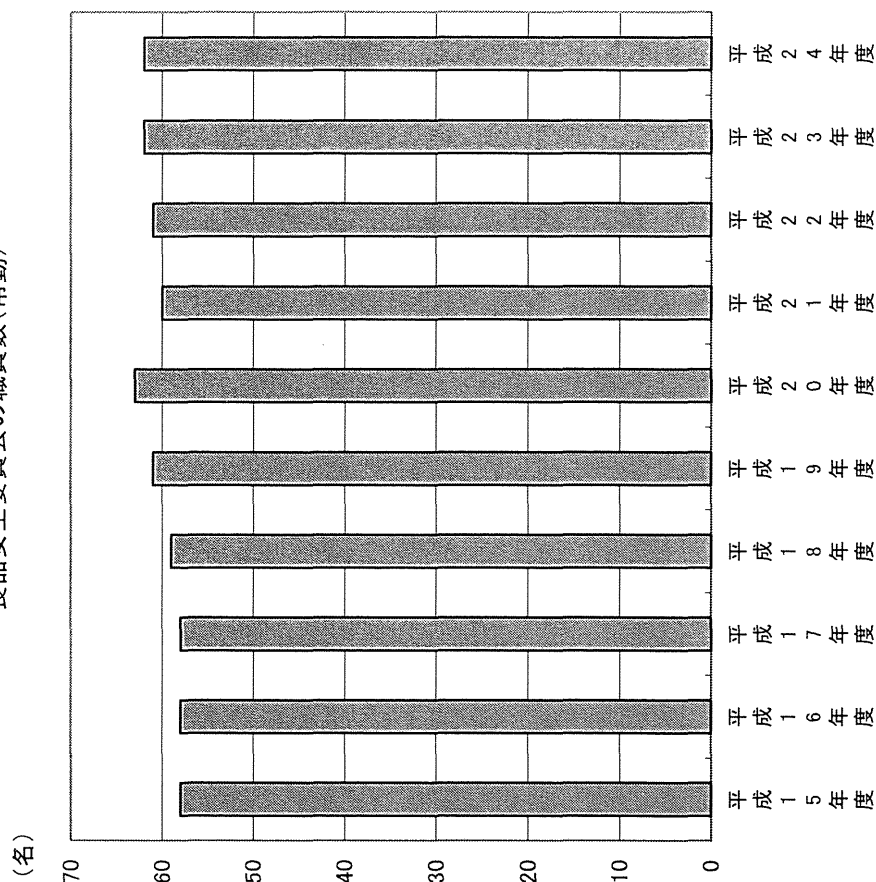 食品安全委員会の職員数(常勤)
(名)
70
60
50
40
30
20
10
0
平成15年度
平成16年度
平成17年度
平成18年度
平成19年度
平成20年度
平成21年度
平成22年度
平成23年度
平成24年度